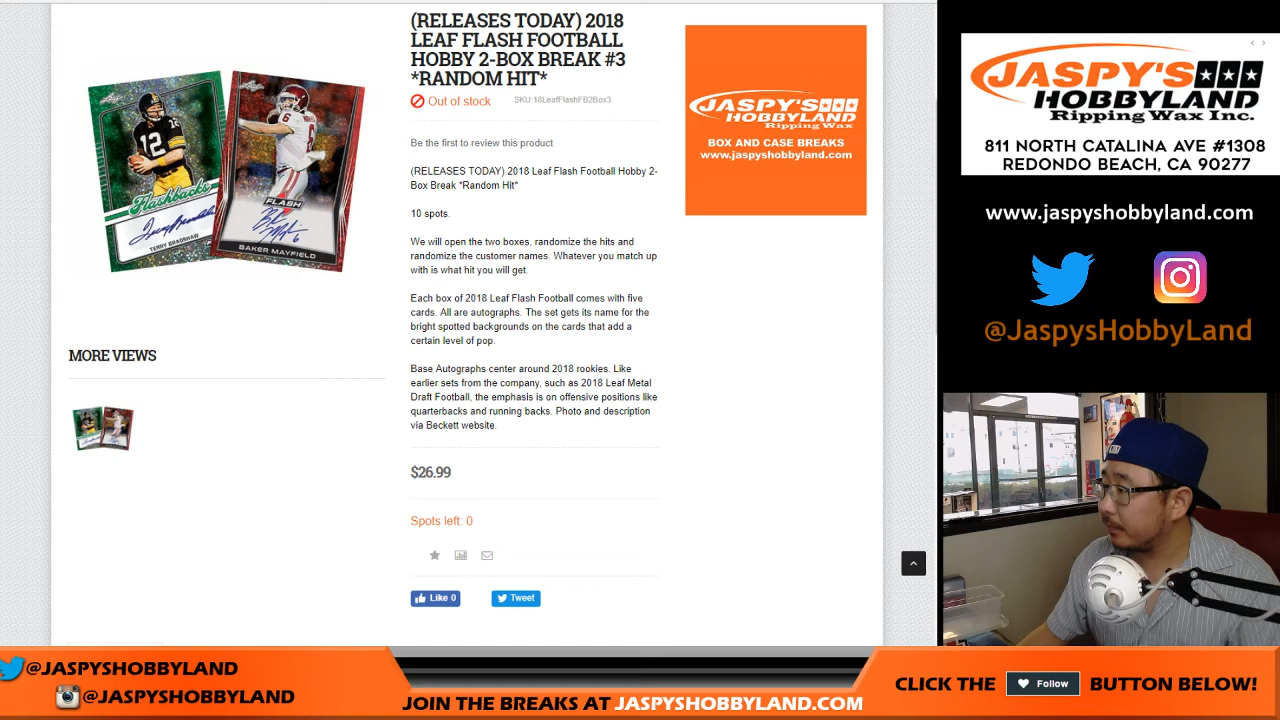 (RELEASES TODAY) 2018
LEAF FLASH FOOTBALL
HOBBY 2-BOX BREAK #3
*RANDOM HIT*
Out of stock
SKU:18LeafFlashFB2Box3
Be the first to review this product
(RELEASES TODAY) 2018 Leaf Flash Football Hobby 2-
Box Break *Random Hit*
10 spots.
We will open the two boxes, randomize the hits and
randomize the customer names. Whatever you match up
with is what hit you will get.
Each box of 2018 Leaf Flash Football comes with five
cards. All are autographs. The set gets its name for the
bright spotted backgrounds on the cards that add a
certain level of pop.
Base Autographs center around 2018 rookies. Like
earlier sets from the company, such as 2018 Leaf Metal
Draft Football, the emphasis is on offensive positions like
quarterbacks and running backs. Photo and description
via Beckett website.
$26.99
Spots left: 0
Like 0
Tweet
Leaf
12
Flashbacks
TERRY BRADSHAW
Leaf
6
FLASH
BAKER MAYFIELD
MORE VIEWS
JASPY'S
HOBBYLAND
Ripping Wax
BOX AND CASE BREAKS
www.jaspyshobbyland.com
JASPY'S
HOBBYLAND
Ripping Wax Inc.
811 NORTH CATALINA AVE #1308
REDONDO BEACH, CA 90277
www.jaspyshobbyland.com
@JaspysHobbyLand
@JASPYSHOBBYLAND
@JASPYSHOBBYLAND
JOIN THE BREAKS AT JASPYSHOBBYLAND.COM
CLICK THE Follow BUTTON BELOW!